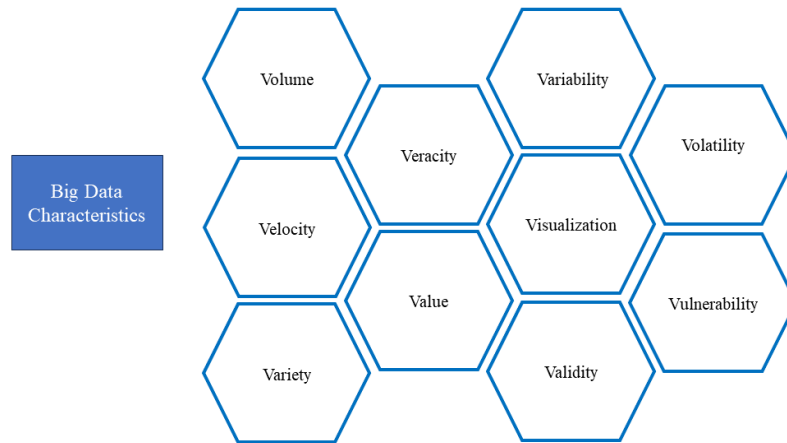 Big Data
Characteristics
Volume
Velocity
Variety
Veracity
Value
Variability
Visualization
Validity
Volatility
Vulnerability